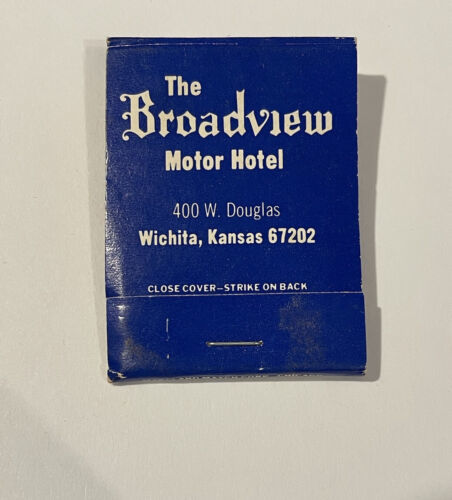 The
Broadview
Motor Hotel
400 W. Douglas
Wichita, Kansas 67202
CLOSE COVER—STRIKE ON BACK